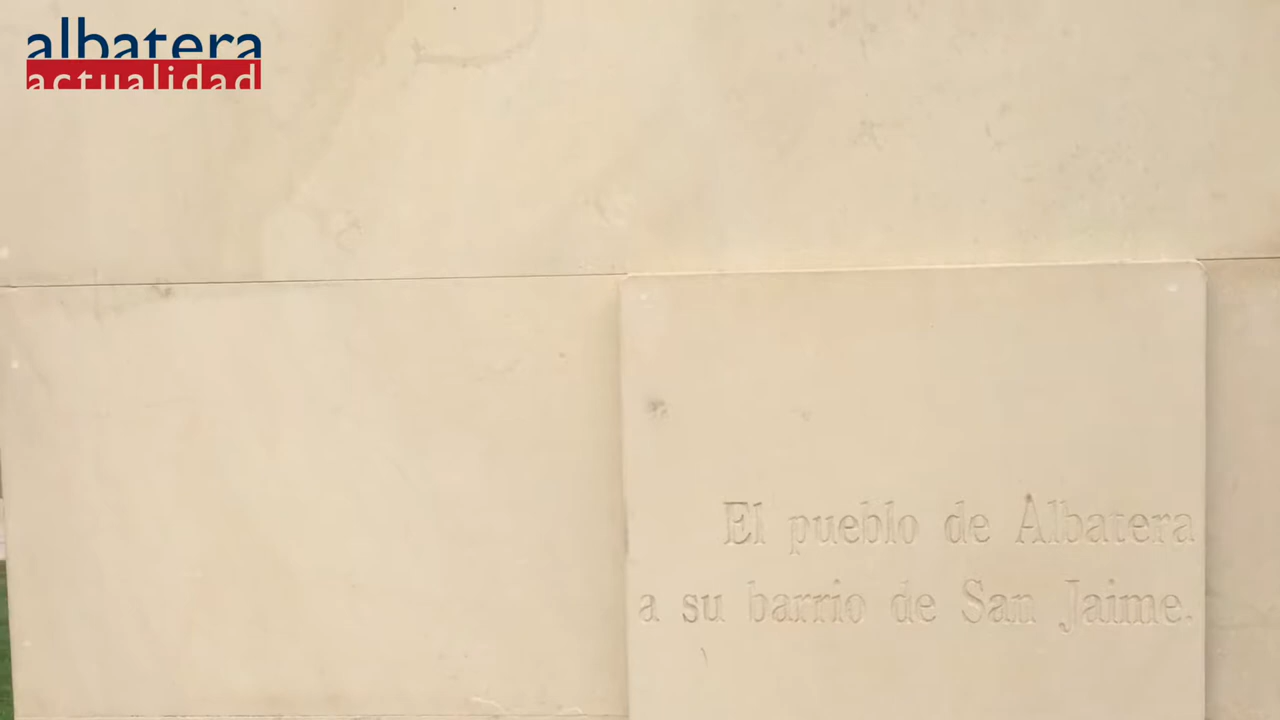 albatera
actualidad
El pueblo de Albatera
a su barrio de San Jaime.